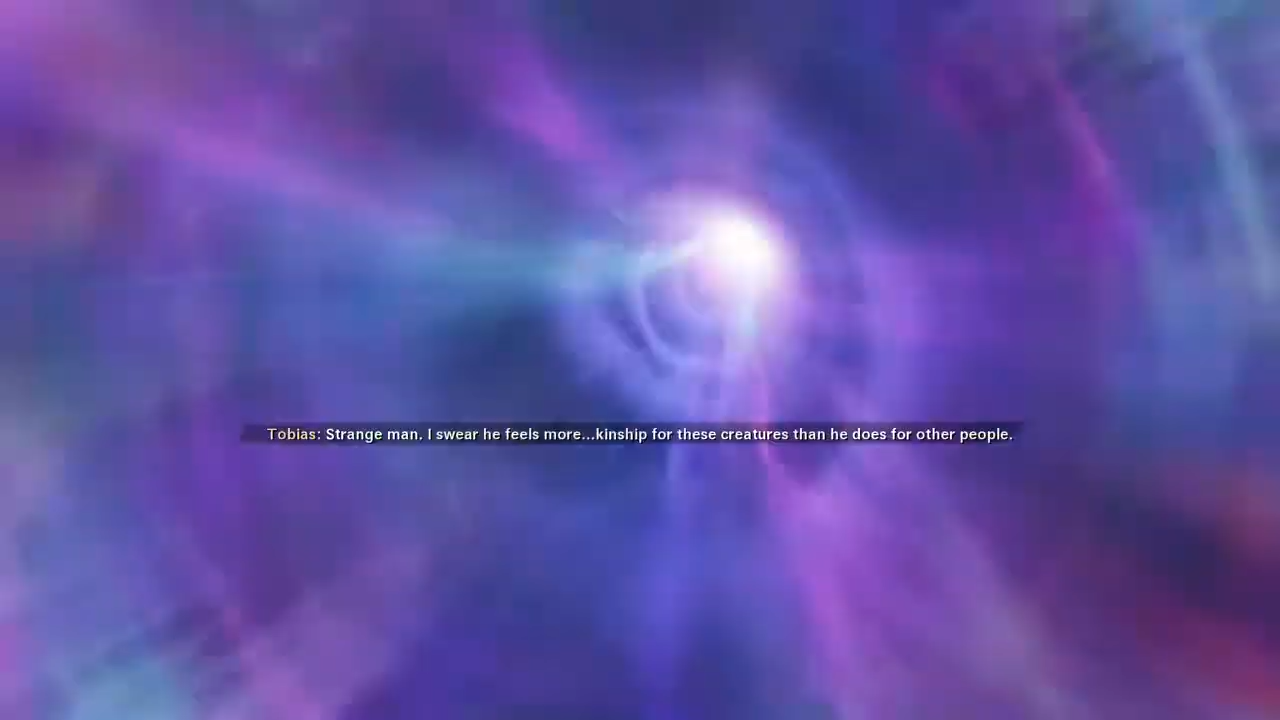 Tobias: Strange man. I swear he feels more...kinship for these creatures than he does for other people.